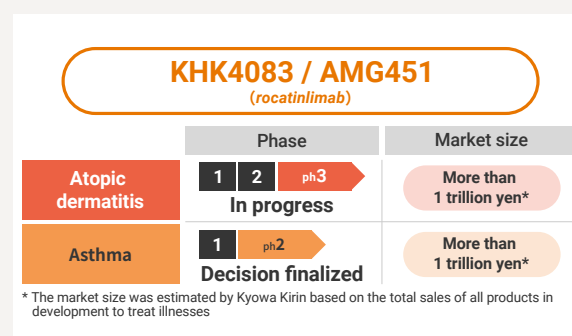 KHK4083 / AMG451
(rocatinlimab)
Phase
Market size
Atopic
dermatitis
1 2 ph3
In progress
More than
1 trillion yen*
Asthma
1 ph2
Decision finalized
More than
1 trillion yen*
* The market size was estimated by Kyowa Kirin based on the total sales of all products in
development to treat illnesses